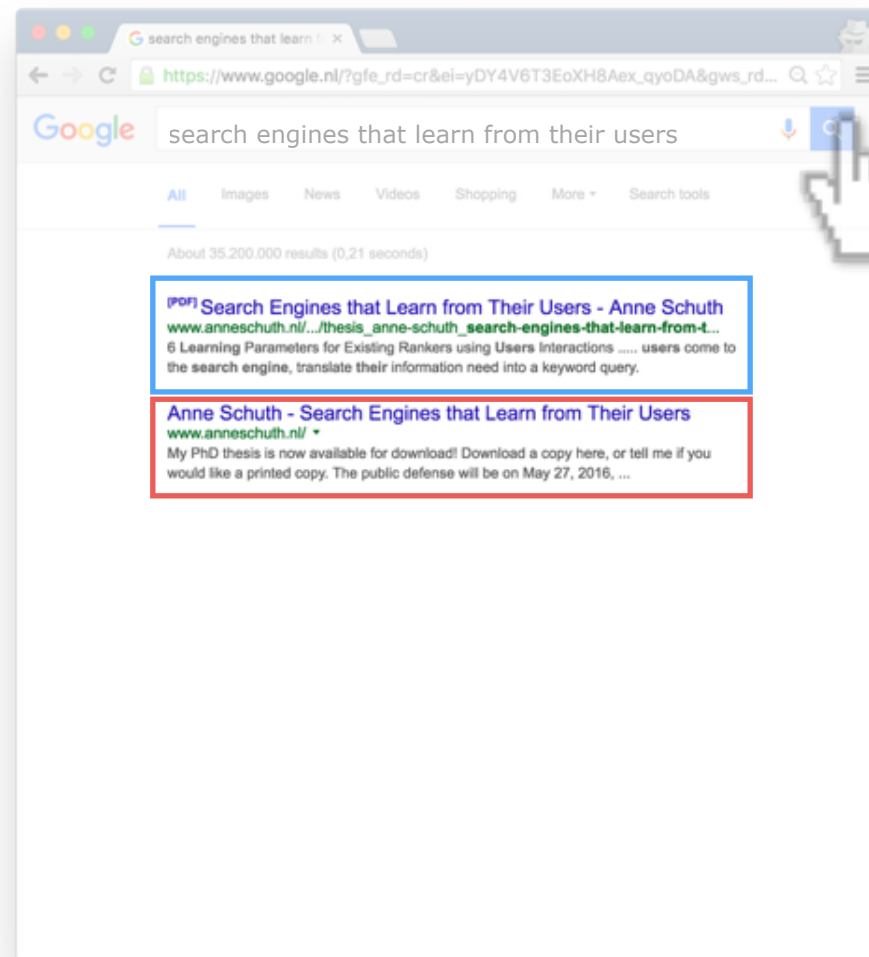 search engines that learn f
https://www.google.nl/?gfe_rd=cr&ei=yDY4V6T3EoXH8Aex_qyoDA&gws_rd...
Google search engines that learn from their users
All Images News Videos Shopping More Search tools
About 35.200.000 results (0,21 seconds)
[PDF] Search Engines that Learn from Their Users - Anne Schuth
www.anneschuth.nl/.../thesis_anne-schuth_search-engines-that-learn-from-t...
6 Learning Parameters for Existing Rankers using Users Interactions ..... users come to
the search engine, translate their information need into a keyword query.
Anne Schuth - Search Engines that Learn from Their Users
www.anneschuth.nl/
My PhD thesis is now available for download! Download a copy here, or tell me if you
would like a printed copy. The public defense will be on May 27, 2016, ...